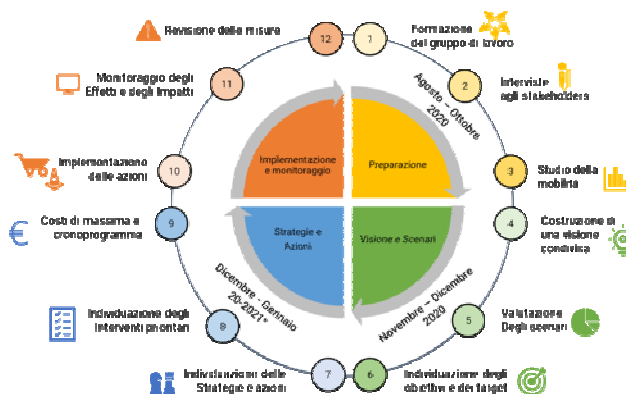 1
Formazione
del gruppo di lavoro
2
Interviste
agli stakeholders
3
Studio della
mobilità
4
Costruzione di
una visione
condivisa
5
Valutazione
Degli scenari
6
Individuazione degli
obiettivi e dei target
7
Individuazione delle
Strategie e azioni
8
Individuazione degli
Interventi prioritari
9
Costi di massima e
cronoprogramma
10
Implementazione
delle azioni
11
Monitoraggio degli
Effetti e degli Impatti
12
Revisione delle misure
Agosto – Ottobre
2020
Novembre – Dicembre
2020
Dicembre - Gennaio
20-2021*
Implementazione
e monitoraggio
Preparazione
Strategie e
Azioni
Visione e Scenari